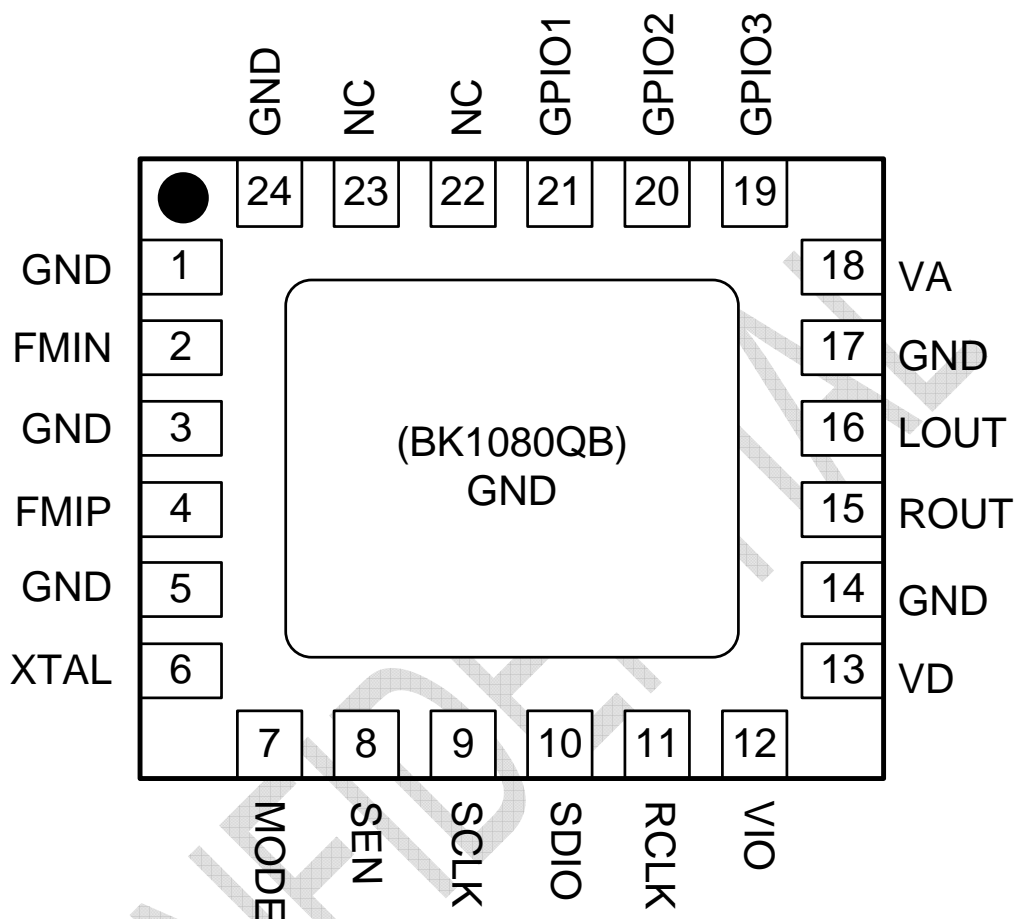 GND
NC
NC
GPIO1
GPIO2
GPIO3
24
23
22
21
20
19
GND 1
FMIN 2
GND 3
FMIP 4
GND 5
XTAL 6
(BK1080QB)
GND
18 VA
17 GND
16 LOUT
15 ROUT
14 GND
13 VD
7
8
9
10
11
12
MODE
SEN
SCLK
SDIO
RCLK
VIO